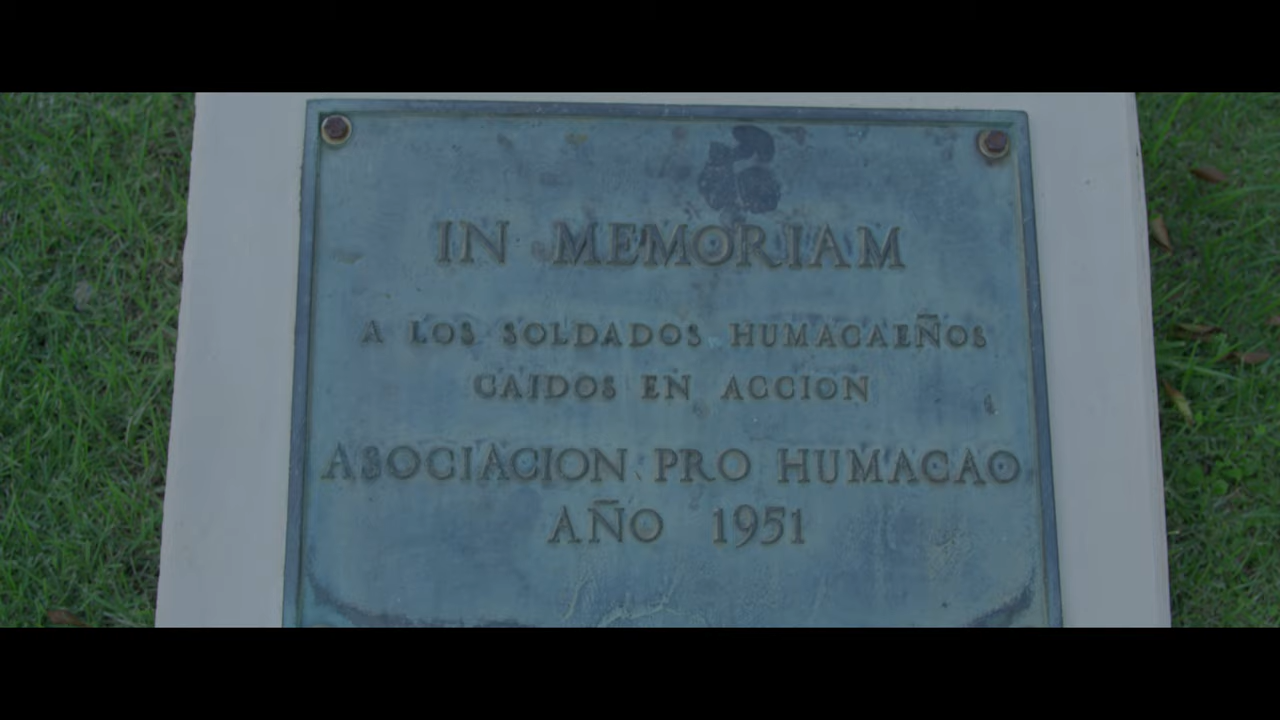 IN MEMORIAM
A LOS SOLDADOS HUMACAEÑOS
CAIDOS EN ACCION
ASOCIACION PRO HUMACAO
AÑO 1951